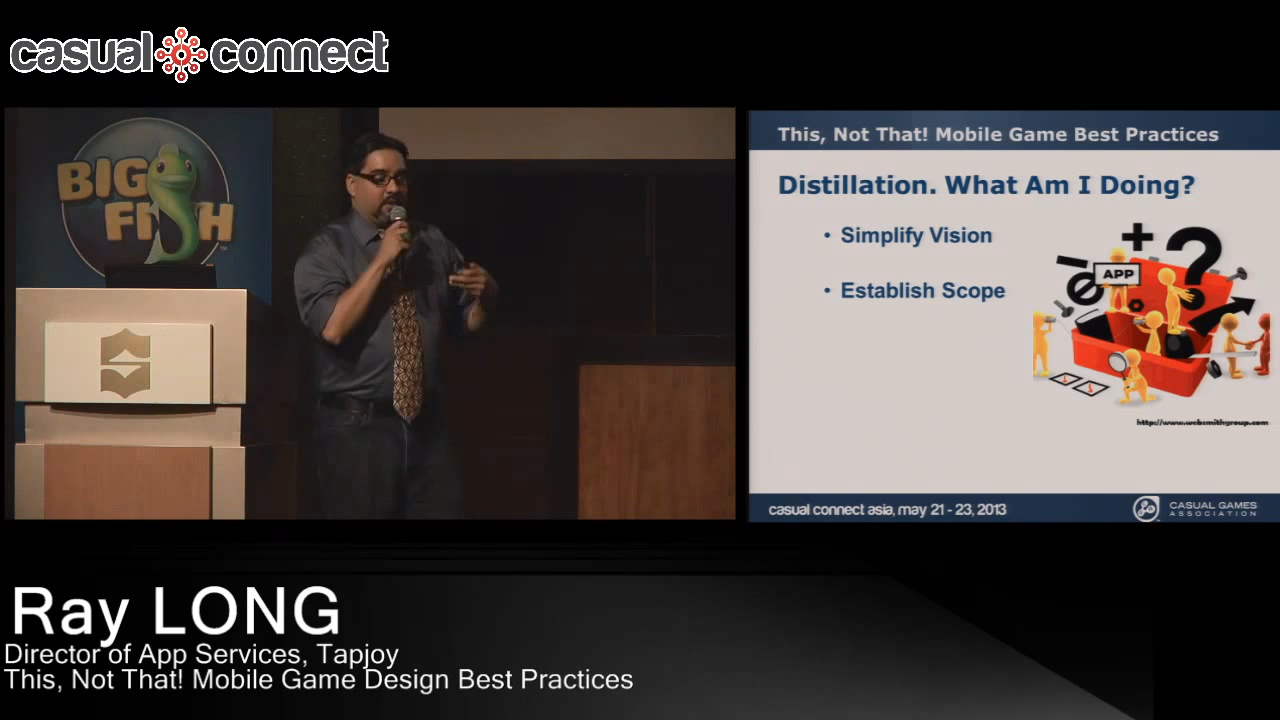 casual connect
BIG
FISH
This, Not That! Mobile Game Best Practices
Distillation. What Am I Doing?
• Simplify Vision
• Establish Scope
APP
http://www.websmithgroup.com
casual connect asia, may 21 - 23, 2013
CASUAL GAMES
ASSOCIATION
Ray LONG
Director of App Services, Tapjoy
This, Not That! Mobile Game Design Best Practices